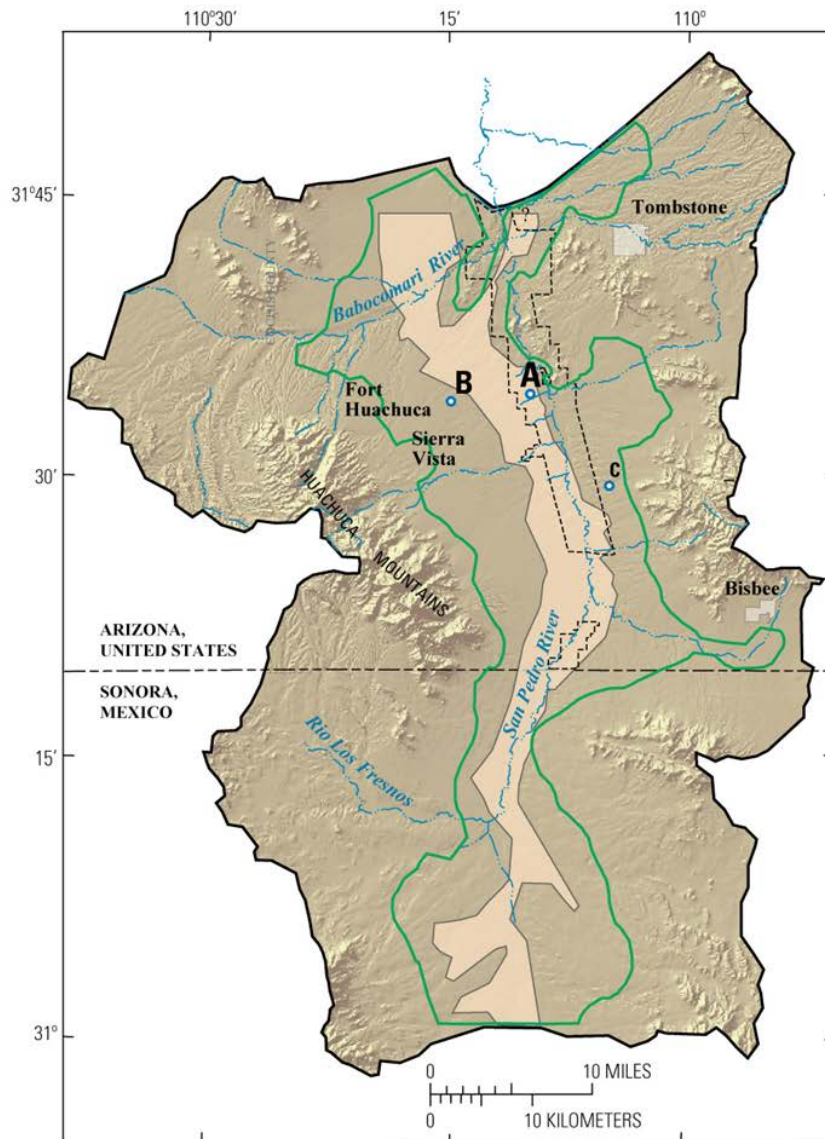 110°30′ 15′ 110°
31°45′
Tombstone
?
Babocomari River
B
A
Fort
Huachuca
Sierra
Vista
C
30′
HUACHUCA
MOUNTAINS
Bisbee
ARIZONA,
UNITED STATES
SONORA,
MEXICO
San Pedro River
Rio Los Fresnos
15′
31°
0 10 MILES
0 10 KILOMETERS